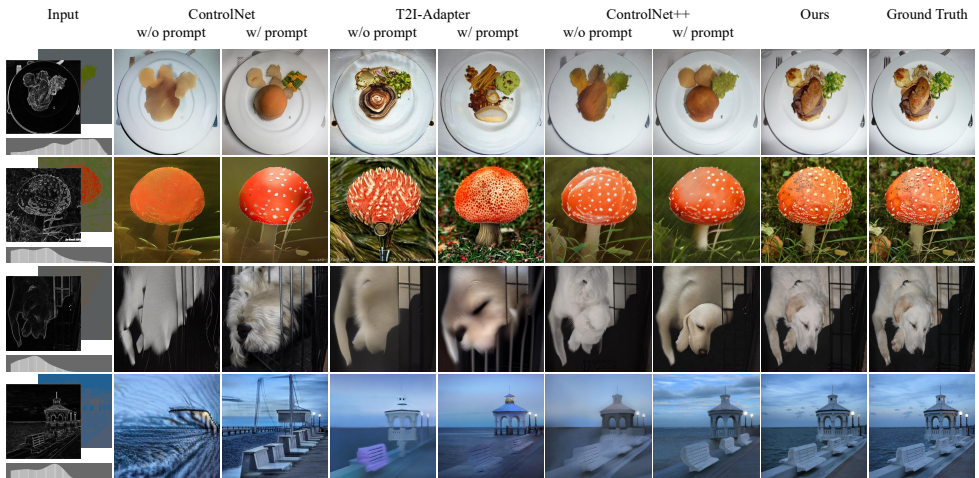 Input ControlNet T2I-Adapter ControlNet++ Ours Ground Truth
w/o prompt w/ prompt w/o prompt w/ prompt w/o prompt w/ prompt